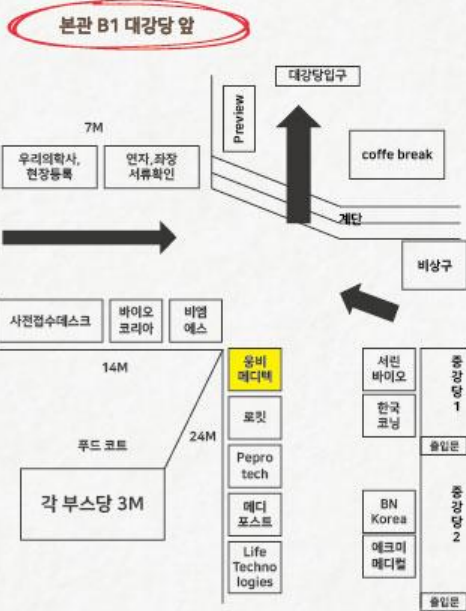 본관 B1 대강당 앞
대강당입구
Preview
7M
우리의학사,
현장등록
연자,좌장
서류확인
coffe break
계단
비상구
사전접수데스크
바이오
코리아
비엠
에스
14M
웅비
메디텍
서린
바이오
중강당1
로킷
한국
코닝
24M
푸드 코트
출입문
Pepro
tech
각 부스당 3M
메디
포스트
BN
Korea
중강당2
Life
Techno
logies
에크미
메디컬
출입문